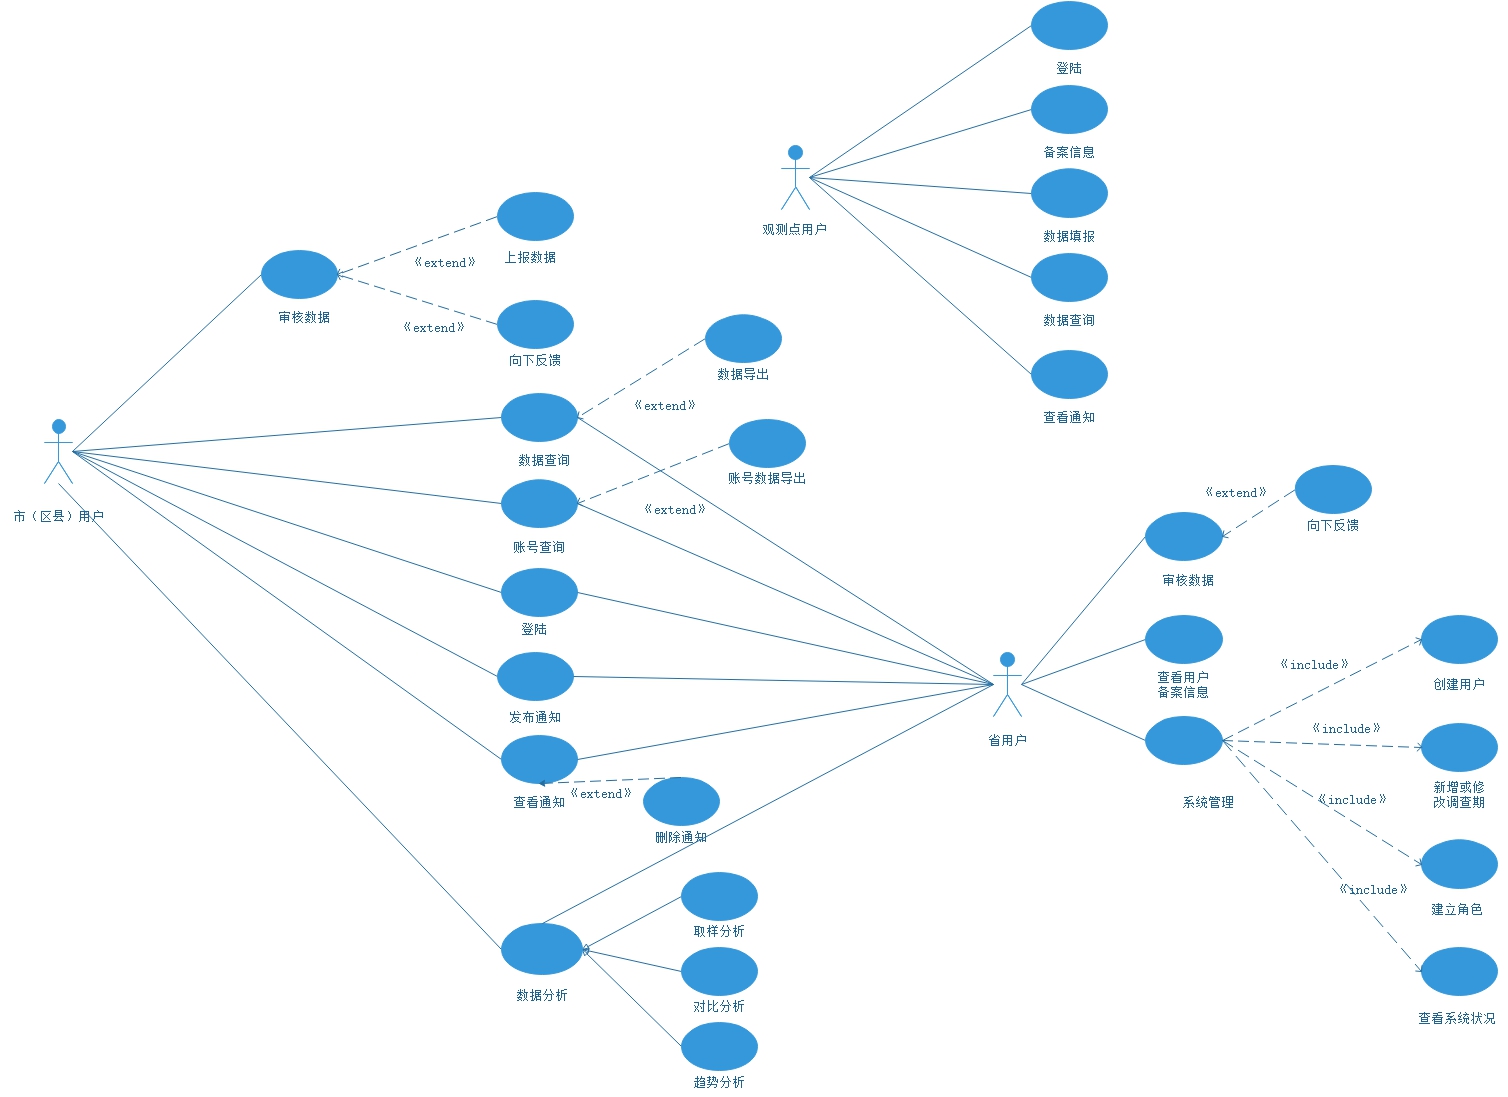 登陆
备案信息
数据填报
数据查询
查看通知
观测点用户
上报数据
《extend》
审核数据
《extend》
向下反馈
数据导出
《extend》
数据查询
账号数据导出
《extend》
市（区县）用户
账号查询
登陆
发布通知
查看通知
《extend》
删除通知
取样分析
数据分析
对比分析
趋势分析
《extend》
向下反馈
审核数据
查看用户
备案信息
省用户
系统管理
《include》
创建用户
《include》
新增或修
改调查期
《include》
建立角色
《include》
查看系统状况